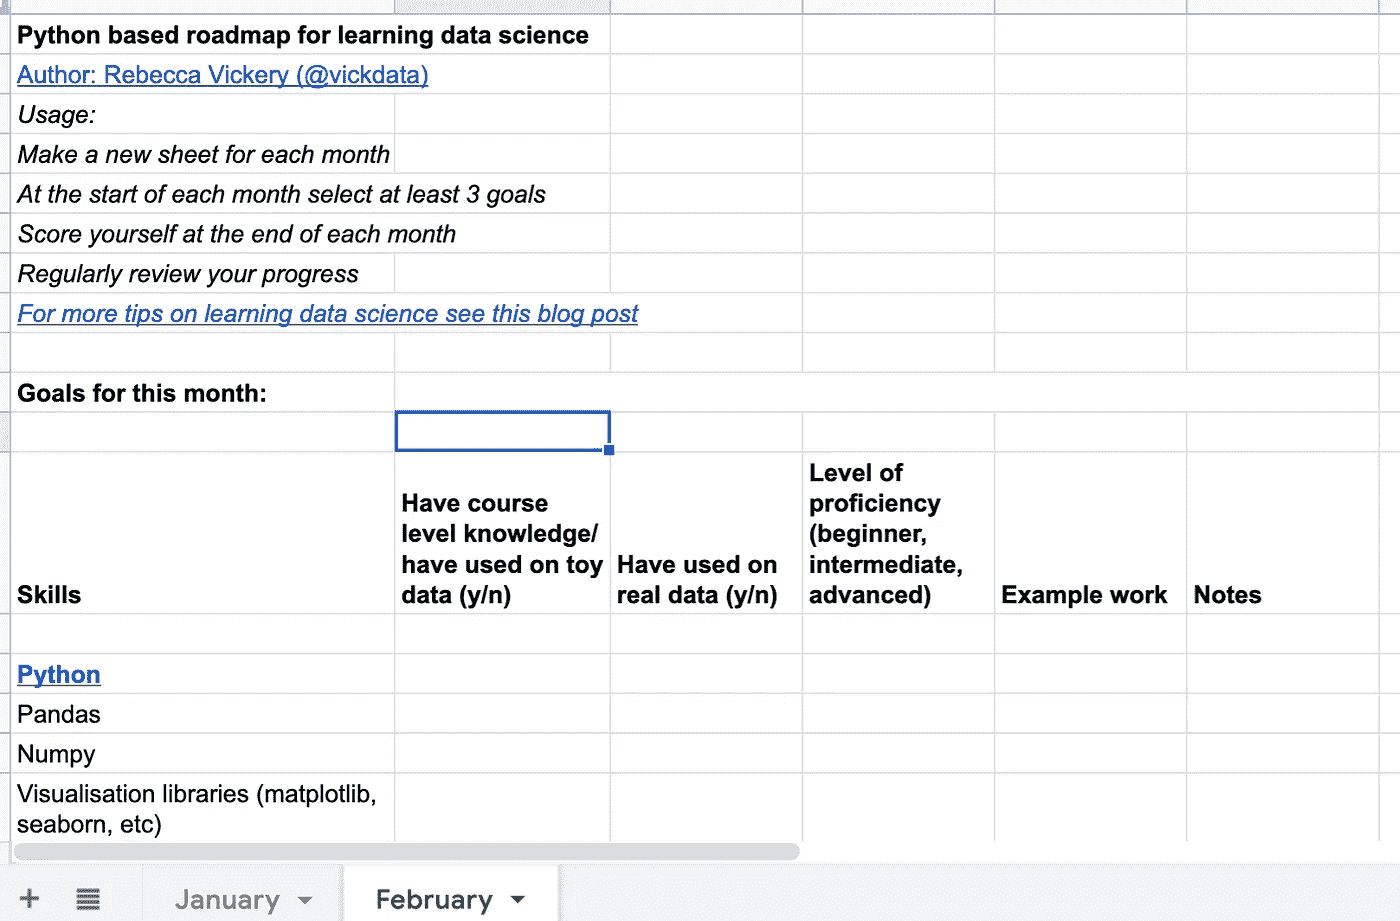 Python based roadmap for learning data science
Author: Rebecca Vickery (@vickdata)
Usage:
Make a new sheet for each month
At the start of each month select at least 3 goals
Score yourself at the end of each month
Regularly review your progress
For more tips on learning data science see this blog post
Goals for this month:
Skills
Have course
level knowledge/
have used on toy
data (y/n)
Have used on
real data (y/n)
Level of
proficiency
(beginner,
intermediate,
advanced)
Example work
Notes
Python
Pandas
Numpy
Visualisation libraries (matplotlib,
seaborn, etc)
January
February